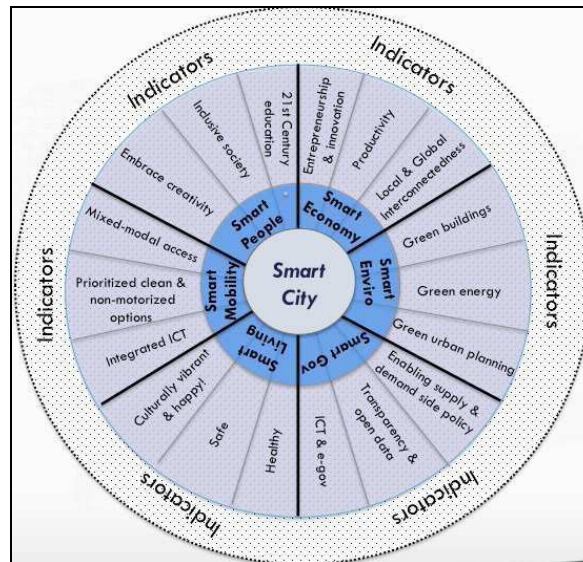 Smart
City
Smart
People
Smart
Economy
Smart
Enviro
Smart Gov
Smart
Living
Smart
Mobility
Indicators
Entrepreneurship
& innovation
Productivity
Local & Global
Interconnectedness
Indicators
Green buildings
Green energy
Green urban planning
Indicators
Enabling supply &
demand side policy
Transparency &
open data
ICT & e-gov
Indicators
Healthy
Safe
Culturally vibrant
& happy!
Indicators
Integrated ICT
Prioritized clean &
non-motorized
options
Mixed-modal access
Indicators
Embrace creativity
Inclusive society
21st Century
education